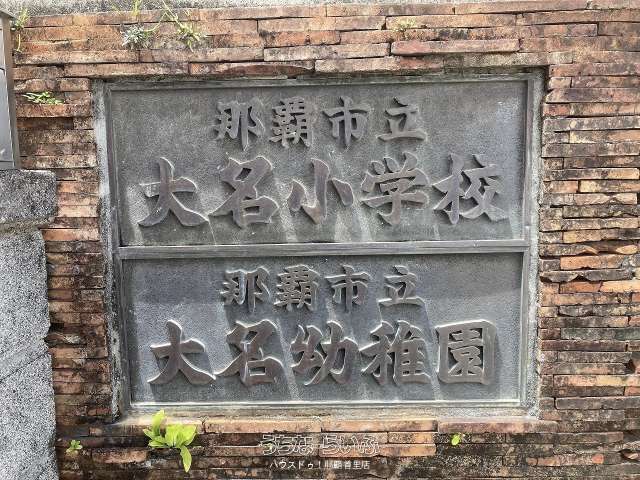 那覇市立
大名小学校
那覇市立
大名幼稚園
うちなーらいふ
ハウスドゥ！那覇首里店